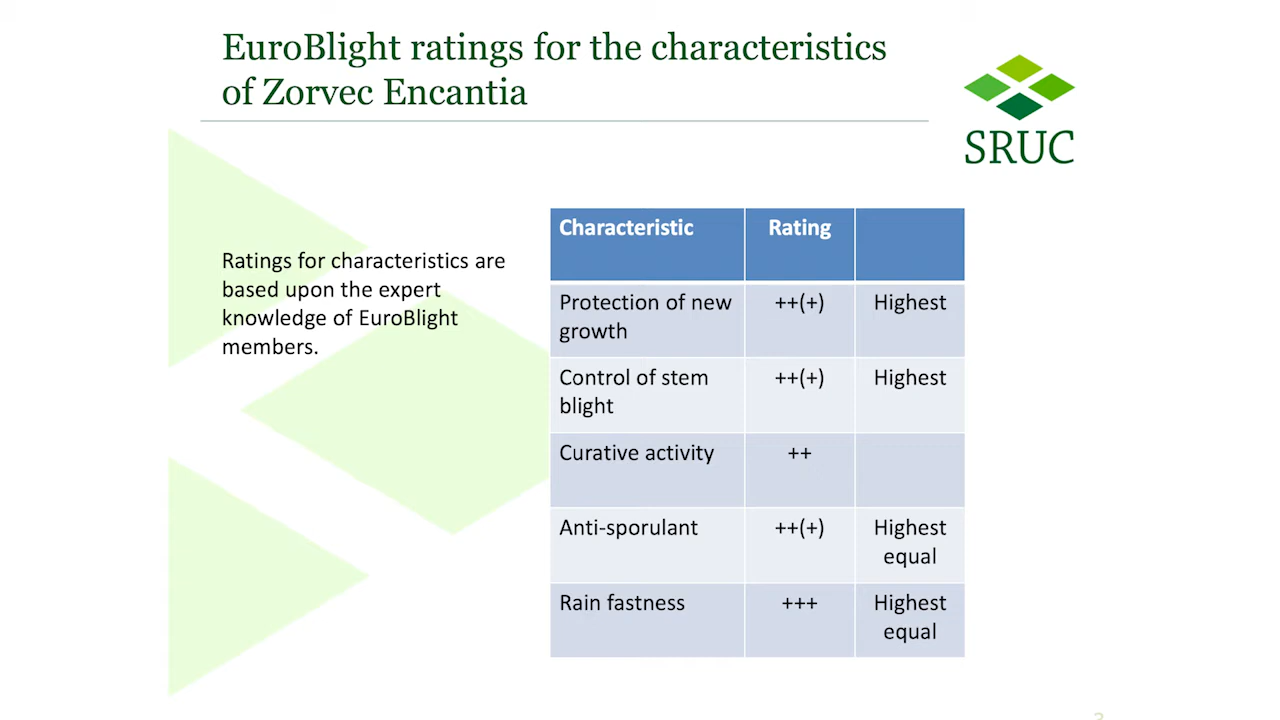 EuroBlight ratings for the characteristics
of Zorvec Encantia
SRUC
Ratings for characteristics are
based upon the expert
knowledge of EuroBlight
members.
Characteristic Rating
Protection of new ++(+) Highest
growth
Control of stem ++(+) Highest
blight
Curative activity ++
Anti-sporulant ++(+) Highest
equal
Rain fastness +++ Highest
equal
3